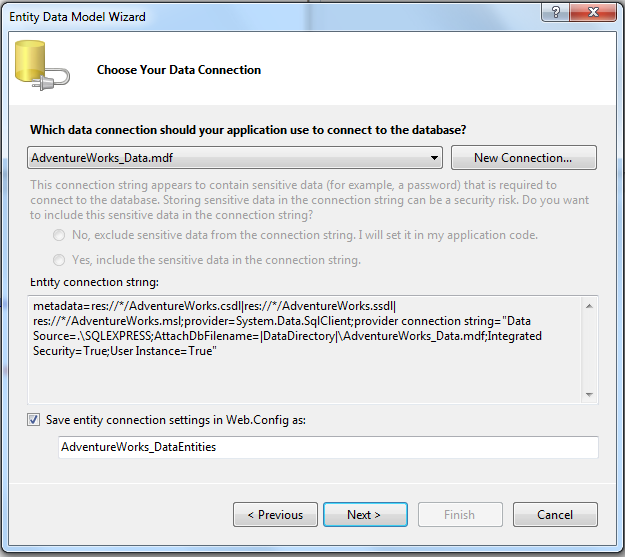 Entity Data Model Wizard
?
Choose Your Data Connection
Which data connection should your application use to connect to the database?
AdventureWorks_Data.mdf
New Connection...
This connection string appears to contain sensitive data (for example, a password) that is required to
connect to the database. Storing sensitive data in the connection string can be a security risk. Do you want
to include this sensitive data in the connection string?
No, exclude sensitive data from the connection string. I will set it in my application code.
Yes, include the sensitive data in the connection string.
Entity connection string:
metadata=res://*/AdventureWorks.csdl|res://*/AdventureWorks.ssdl|
res://*/AdventureWorks.msl;provider=System.Data.SqlClient;provider connection string="Data
Source=.\SQLEXPRESS;AttachDbFilename=|DataDirectory|\AdventureWorks_Data.mdf;Integrated
Security=True;User Instance=True"
Save entity connection settings in Web.Config as:
AdventureWorks_DataEntities
< Previous
Next >
Finish
Cancel